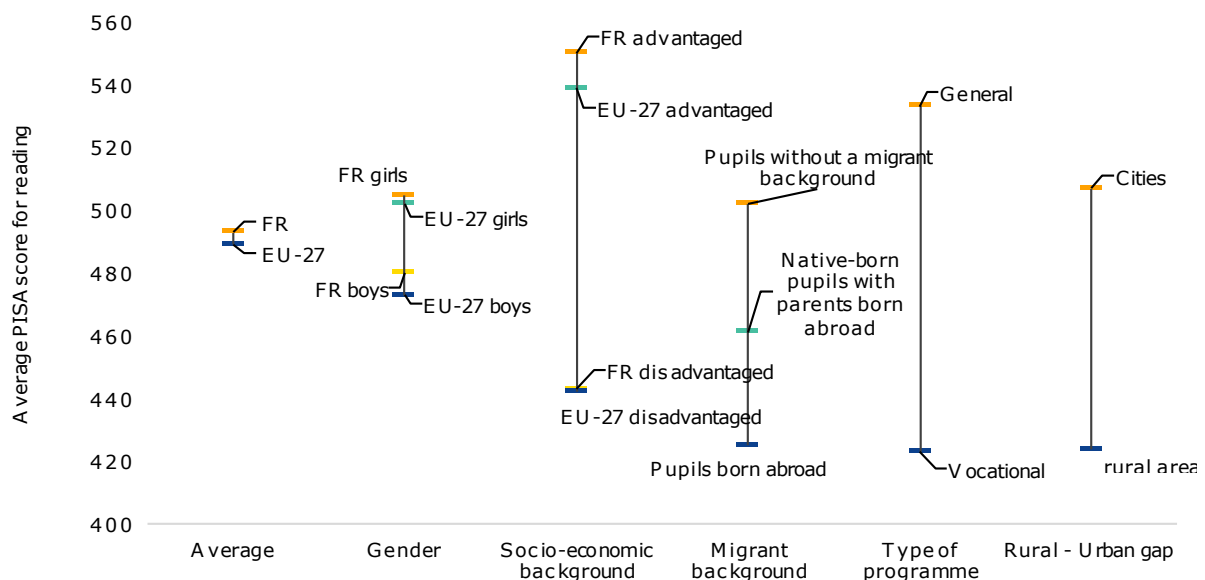 560
540
520
500
480
460
440
420
400
Average PISA score for reading
FR
EU-27
FR girls
EU-27 girls
FR boys
EU-27 boys
FR advantaged
EU-27 advantaged
FR disadvantaged
EU-27 disadvantaged
Pupils without a migrant
background
Native-born
pupils with
parents born
abroad
Pupils born abroad
General
Vocational
Cities
rural area
Average
Gender
Socio-economic
background
Migrant
background
Type of
programme
Rural - Urban gap